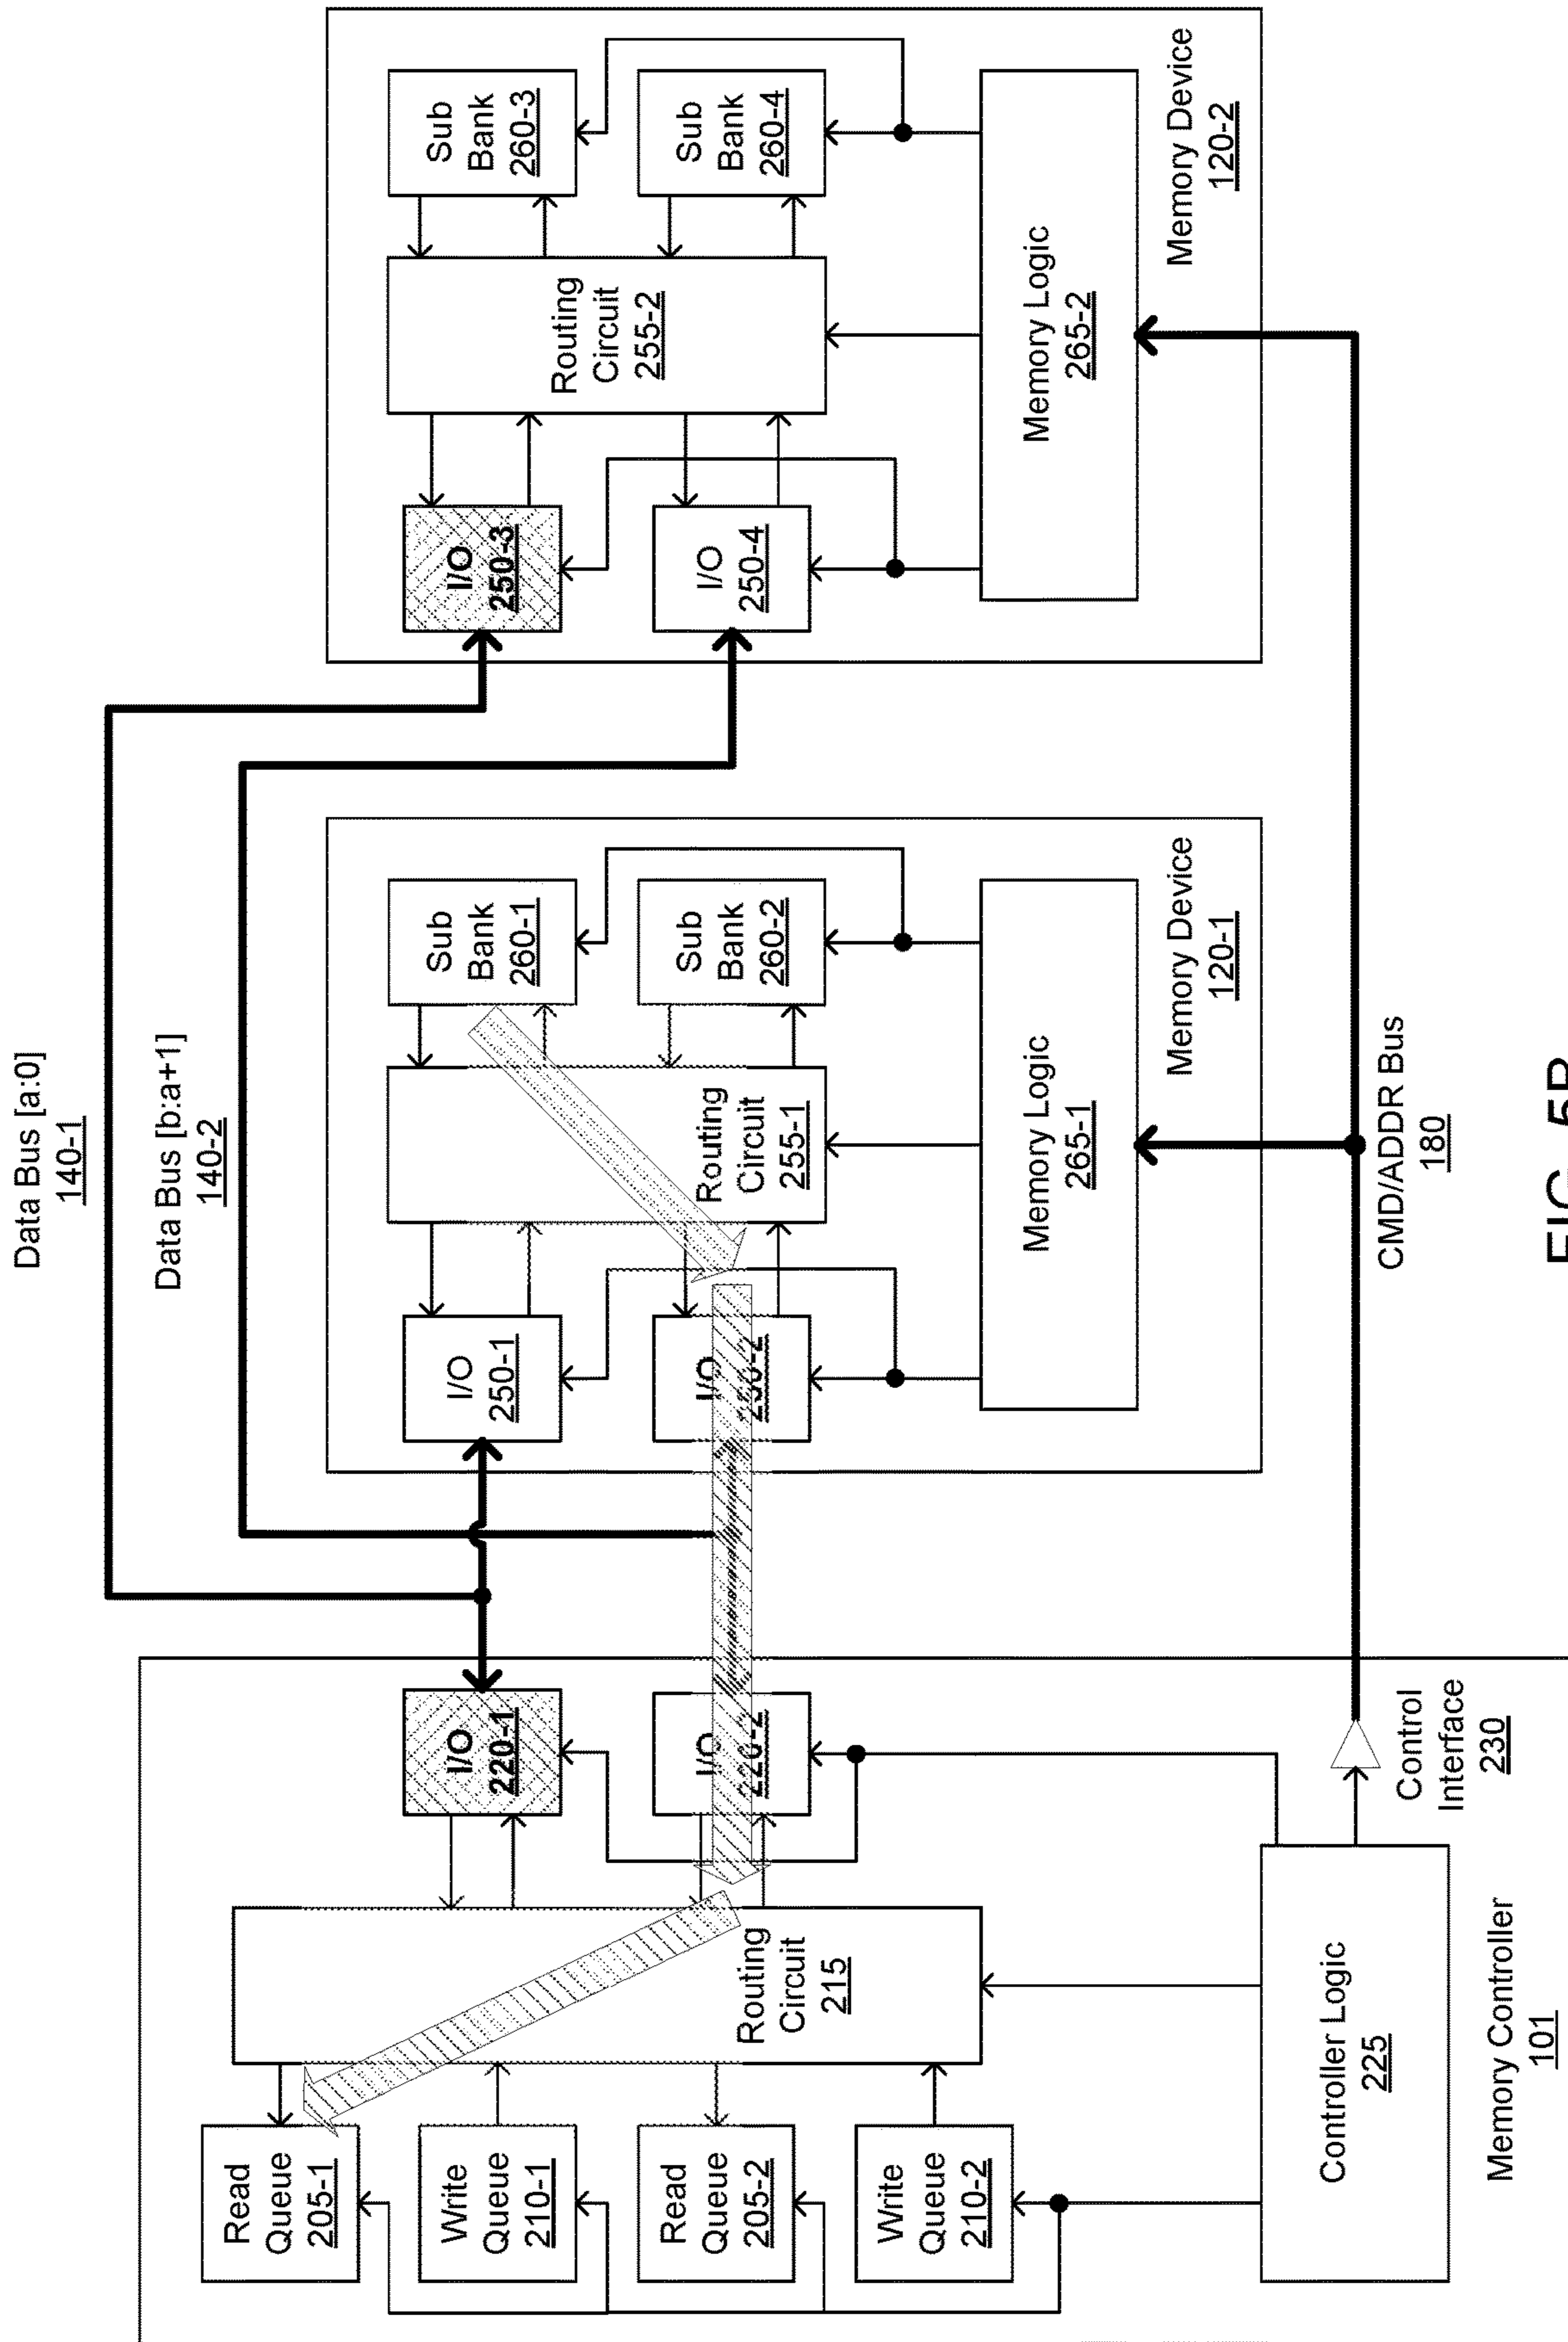 Data Bus [a:0]
140-1
Data Bus [b:a+1]
140-2
Read
Queue
205-1
Write
Queue
210-1
Read
Queue
205-2
Write
Queue
210-2
Routing
Circuit
215
I/O
220-1
I/O
220-2
Controller Logic
225
Control
Interface
230
Memory Controller
101
I/O
250-1
I/O
250-2
Routing
Circuit
255-1
Sub
Bank
260-1
Sub
Bank
260-2
Memory Logic
265-1
Memory Device
120-1
I/O
250-3
I/O
250-4
Routing
Circuit
255-2
Sub
Bank
260-3
Sub
Bank
260-4
Memory Logic
265-2
Memory Device
120-2
CMD/ADDR Bus
180